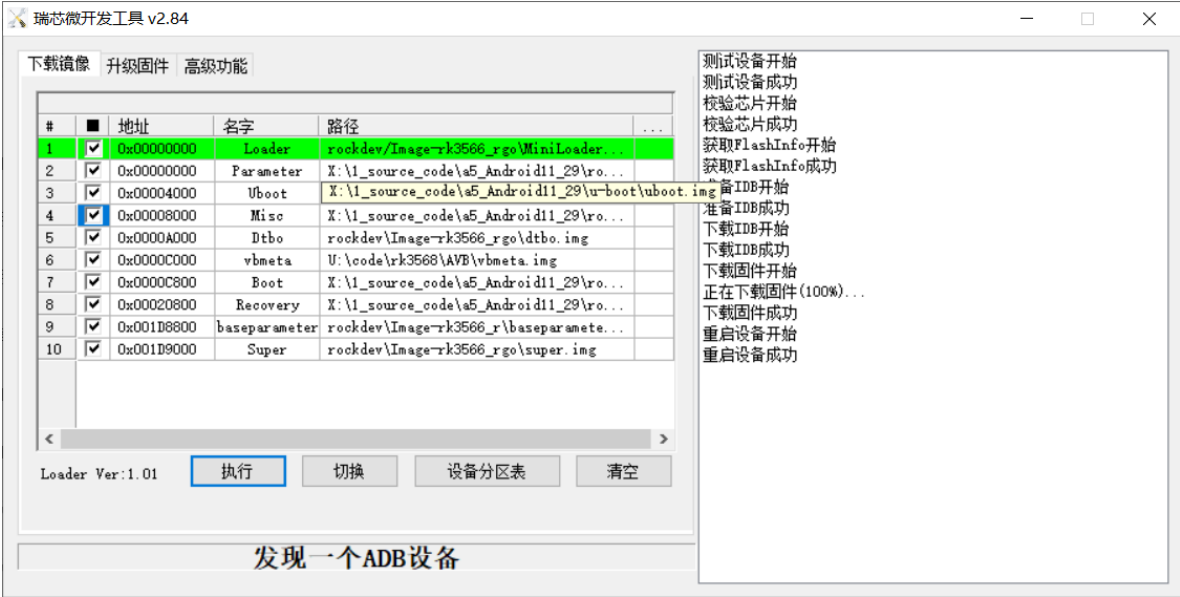 瑞芯微开发工具 v2.84
下载镜像 升级固件 高级功能
# 地址 名字 路径 ...
1 0x00000000 Loader rockdev/Image-rk3566_rgo\MiniLoader...
2 0x00000000 Parameter X:\1_source_code\a5_Android11_29\ro...
3 0x00004000 Uboot X:\1_source_code\a5_Android11_29\u-boot\uboot.img
4 0x00008000 Misc X:\1_source_code\a5_Android11_29\ro...
5 0x0000A000 Dtbo rockdev\Image-rk3566_rgo\dtbo.img
6 0x0000C000 vbmeta U:\code\rk3568\AVB\vbmeta.img
7 0x0000C800 Boot X:\1_source_code\a5_Android11_29\ro...
8 0x00020800 Recovery X:\1_source_code\a5_Android11_29\ro...
9 0x001D8800 baseparameter rockdev\Image-rk3566_r\baseparamete...
10 0x001D9000 Super rockdev\Image-rk3566_rgo\super.img
Loader Ver:1.01 执行 切换 设备分区表 清空
发现一个ADB设备
测试设备开始
测试设备成功
校验芯片开始
校验芯片成功
获取FlashInfo开始
获取FlashInfo成功
备IDB开始
准备IDB成功
下载IDB开始
下载IDB成功
下载固件开始
正在下载固件(100%)...
下载固件成功
重启设备开始
重启设备成功